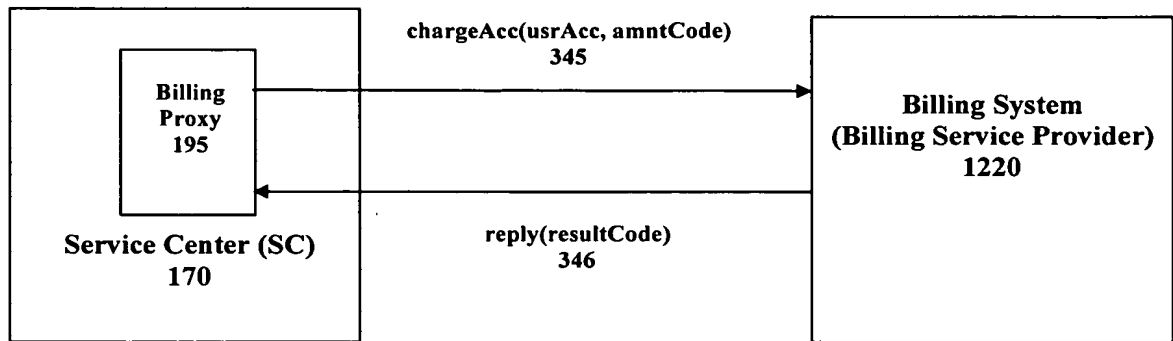 chargeAcc(usrAcc, amntCode)
345
Billing
Proxy
195
Billing System
(Billing Service Provider)
1220
Service Center (SC)
170
reply(resultCode)
346